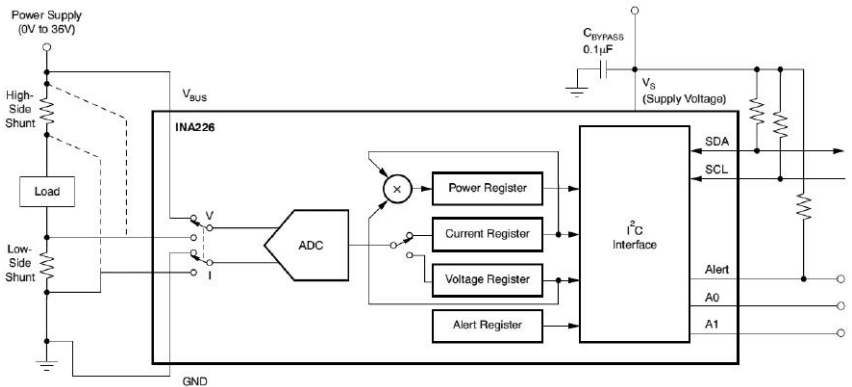 Power Supply
(0V to 36V)
High-
Side
Shunt
Load
Low-
Side
Shunt
V_BUS
GND
INA226
V
I
ADC
×
Power Register
Current Register
Voltage Register
Alert Register
I²C
Interface
C_BYPASS
0.1μF
V_S
(Supply Voltage)
SDA
SCL
Alert
A0
A1